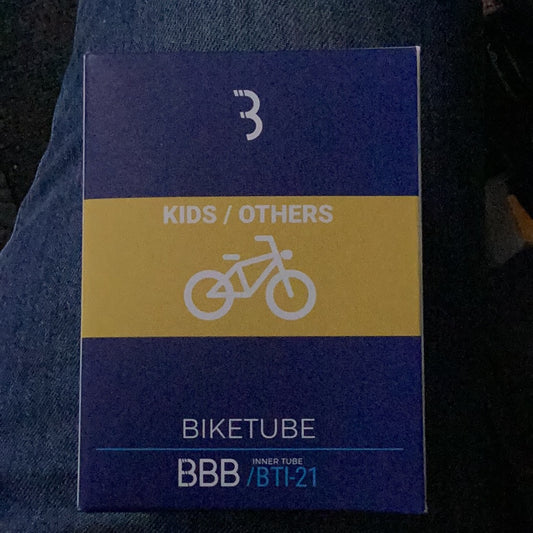 B
KIDS / OTHERS
BIKETUBE
BBB INNER TUBE /BTI-21